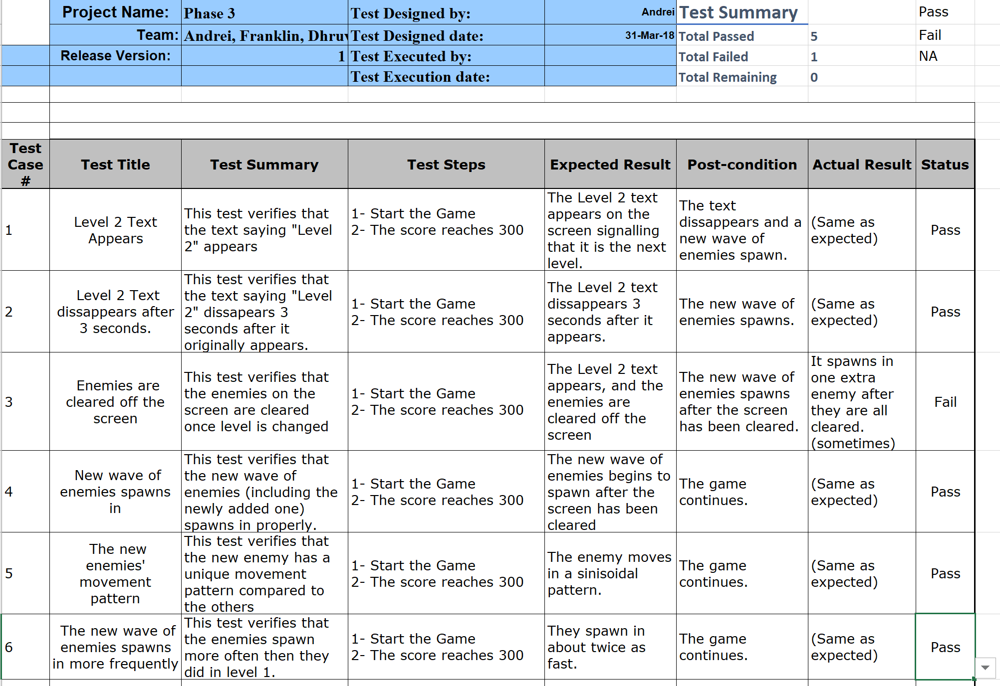 Project Name: Phase 3 Test Designed by: Andrei Test Summary Pass
Team: Andrei, Franklin, Dhruv Test Designed date: 31-Mar-18 Total Passed 5 Fail
Release Version: 1 Test Executed by: Total Failed 1 NA
Test Execution date: Total Remaining 0
Test
Case
#
Test Title
Test Summary
Test Steps
Expected Result
Post-condition
Actual Result
Status
1
Level 2 Text
Appears
This test verifies that
the text saying "Level
2" appears
1- Start the Game
2- The score reaches 300
The Level 2 text
appears on the
screen signalling
that it is the next
level.
The text
dissappears and a
new wave of
enemies spawn.
(Same as
expected)
Pass
2
Level 2 Text
dissappears after
3 seconds.
This test verifies that
the text saying "Level
2" dissapears 3
seconds after it
originally appears.
1- Start the Game
2- The score reaches 300
The Level 2 text
dissappears 3
seconds after it
appears.
The new wave of
enemies spawns.
(Same as
expected)
Pass
3
Enemies are
cleared off the
screen
This test verifies that
the enemies on the
screen are cleared
once level is changed
1- Start the Game
2- The score reaches 300
The Level 2 text
appears, and the
enemies are
cleared off the
screen
The new wave of
enemies spawns
after the screen
has been cleared.
It spawns in
one extra
enemy after
they are all
cleared.
(sometimes)
Fail
4
New wave of
enemies spawns
in
This test verifies that
the new wave of
enemies (including the
newly added one)
spawns in properly.
1- Start the Game
2- The score reaches 300
The new wave of
enemies begins to
spawn after the
screen has been
cleared
The game
continues.
(Same as
expected)
Pass
5
The new
enemies'
movement
pattern
This test verifies that
the new enemy has a
unique movement
pattern compared to
the others
1- Start the Game
2- The score reaches 300
The enemy moves
in a sinisoidal
pattern.
The game
continues.
(Same as
expected)
Pass
6
The new wave of
enemies spawns
in more frequently
This test verifies that
the enemies spawn
more often then they
did in level 1.
1- Start the Game
2- The score reaches 300
They spawn in
about twice as
fast.
The game
continues.
(Same as
expected)
Pass